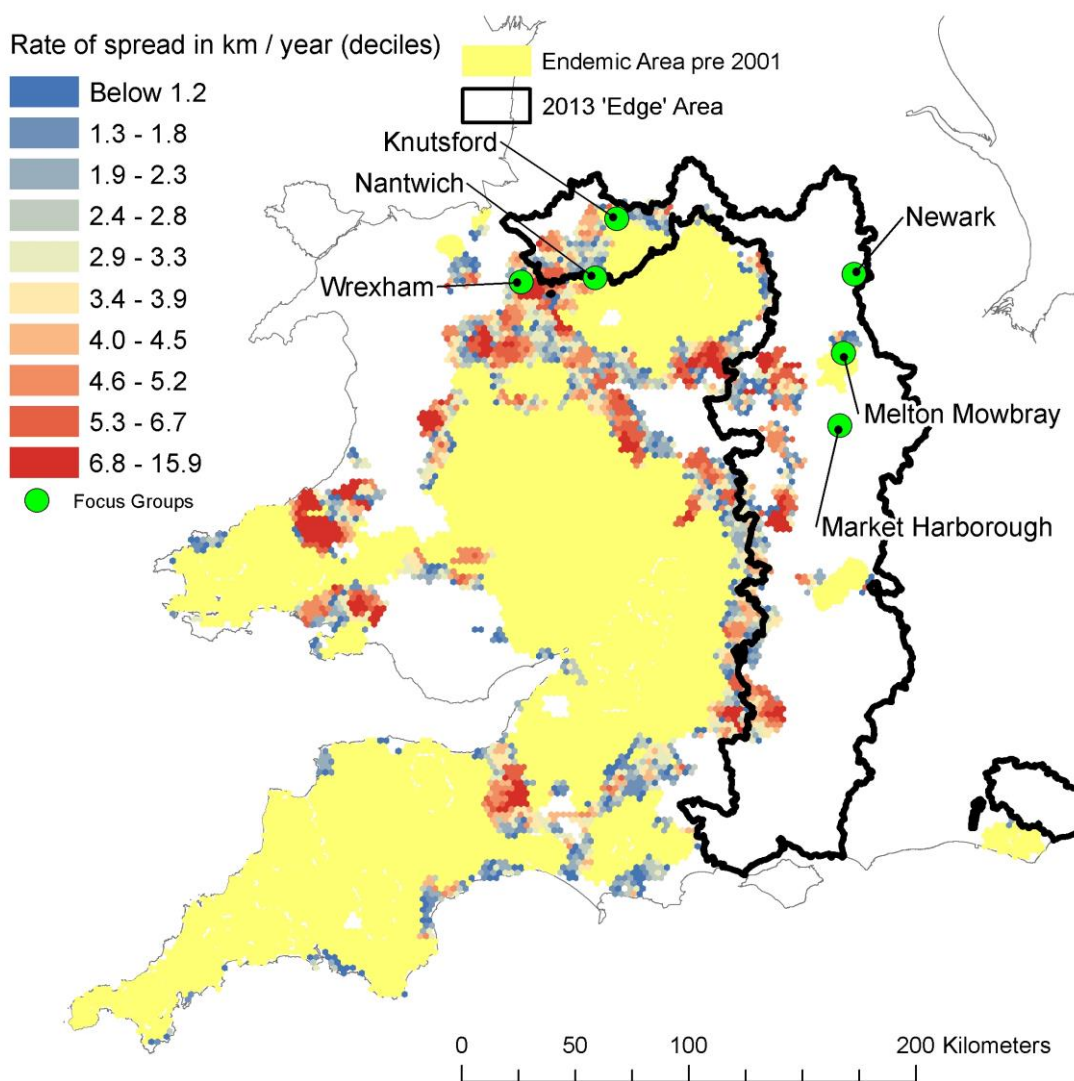 Rate of spread in km / year (deciles)
Below 1.2
1.3 - 1.8
1.9 - 2.3
2.4 - 2.8
2.9 - 3.3
3.4 - 3.9
4.0 - 4.5
4.6 - 5.2
5.3 - 6.7
6.8 - 15.9
Focus Groups
Endemic Area pre 2001
2013 'Edge' Area
Knutsford
Nantwich
Wrexham
Newark
Melton Mowbray
Market Harborough
0 50 100 200 Kilometers